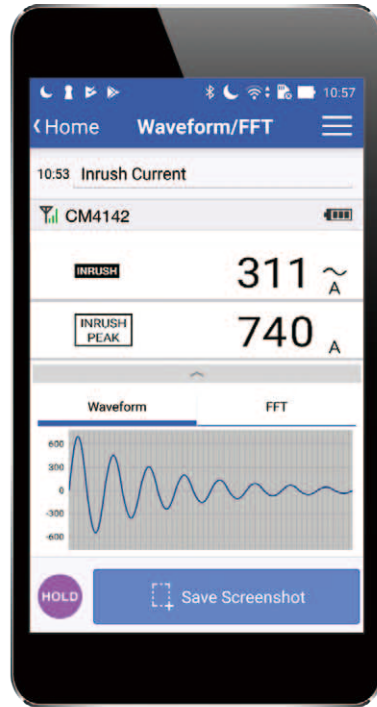 10:57
‹Home Waveform/FFT
10:53 Inrush Current
CM4142
INRUSH 311 ~ A
INRUSH PEAK 740 A
Waveform FFT
600
300
0
-300
-600
HOLD Save Screenshot